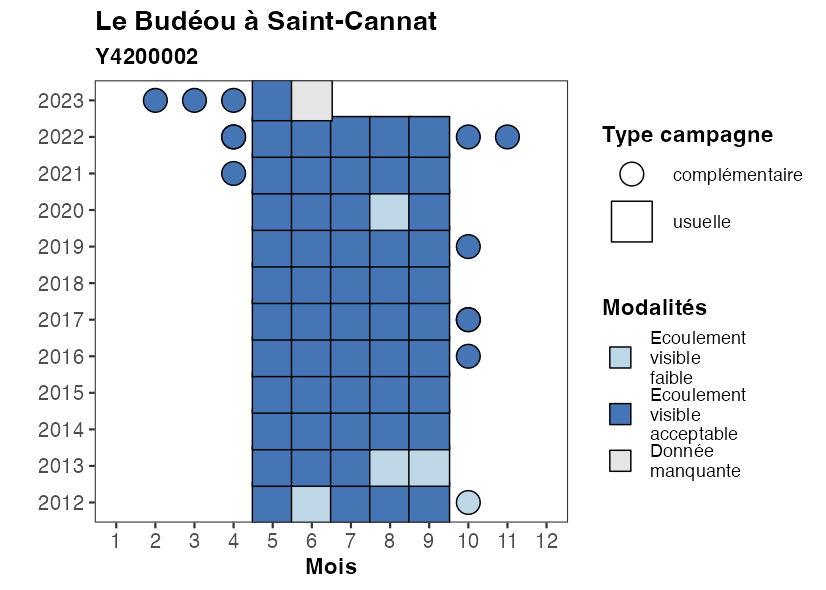 Le Budéou à Saint-Cannat
Y4200002
2023
2022
2021
2020
2019
2018
2017
2016
2015
2014
2013
2012
1 2 3 4 5 6 7 8 9 10 11 12
Mois
Type campagne
complémentaire
usuelle
Modalités
Ecoulement
visible
faible
Ecoulement
visible
acceptable
Donnée
manquante